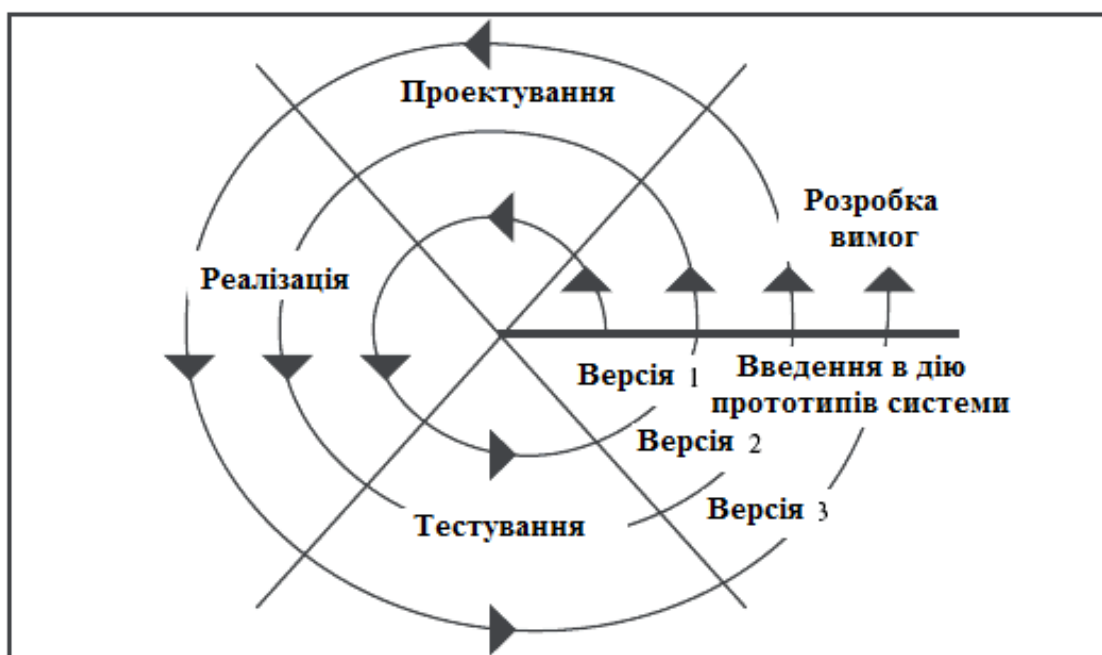 Проектування
Розробка
вимог
Реалізація
Версія 1
Введення в дію
прототипів системи
Версія 2
Версія 3
Тестування